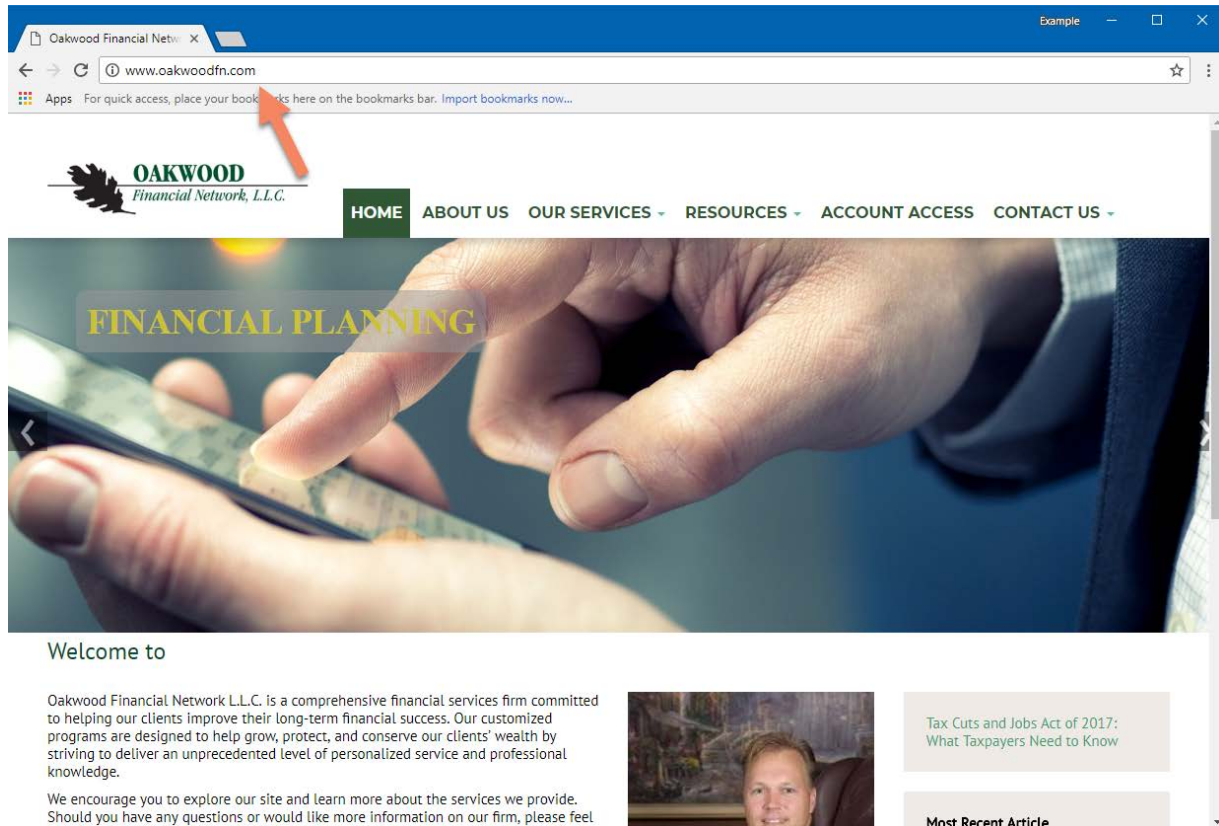 Example
Oakwood Financial Netw
www.oakwoodfn.com
Apps For quick access, place your bookmarks here on the bookmarks bar. Import bookmarks now...
OAKWOOD
Financial Network, L.L.C.
HOME ABOUT US OUR SERVICES RESOURCES ACCOUNT ACCESS CONTACT US
FINANCIAL PLANNING
Welcome to
Oakwood Financial Network L.L.C. is a comprehensive financial services firm committed
to helping our clients improve their long-term financial success. Our customized
programs are designed to help grow, protect, and conserve our clients' wealth by
striving to deliver an unprecedented level of personalized service and professional
knowledge.
We encourage you to explore our site and learn more about the services we provide.
Should you have any questions or would like more information on our firm, please feel
Tax Cuts and Jobs Act of 2017:
What Taxpayers Need to Know
Most Recent Article